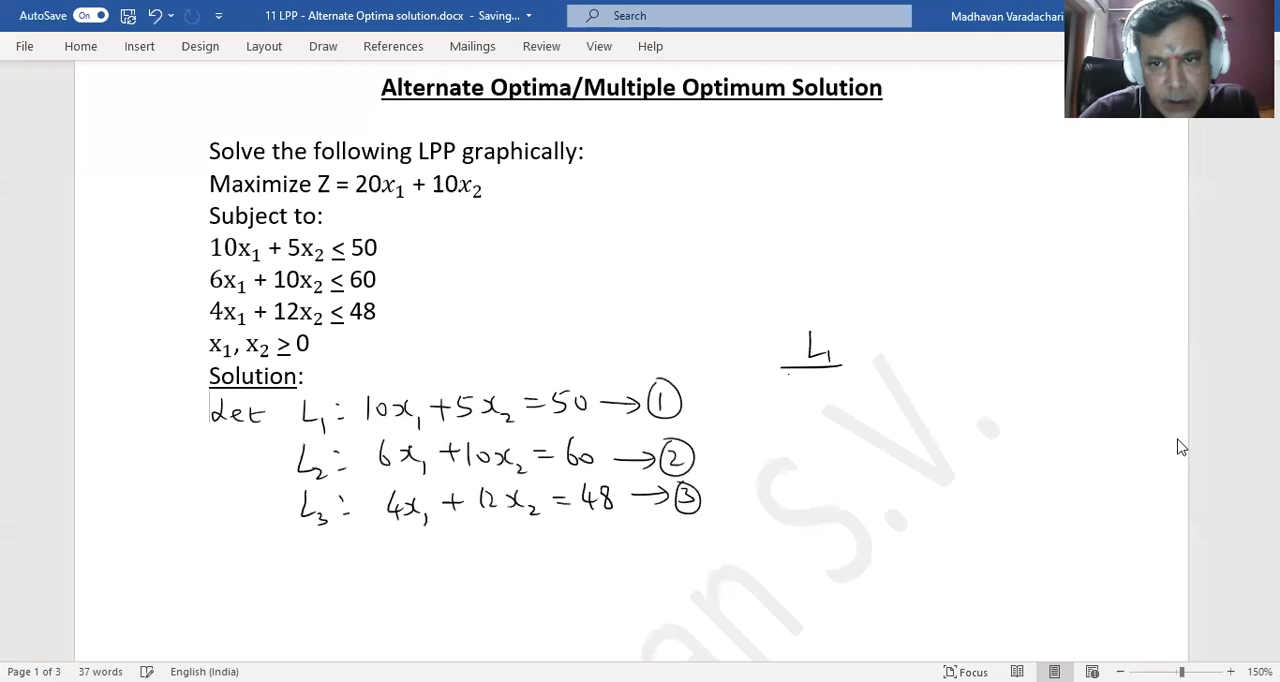 AutoSave On 11 LPP - Alternate Optima solution.docx - Saving... Search Madhavan Varadachari
File Home Insert Design Layout Draw References Mailings Review View Help
Alternate Optima/Multiple Optimum Solution
Solve the following LPP graphically:
Maximize Z = 20x₁ + 10x₂
Subject to:
10x₁ + 5x₂ ≤ 50
6x₁ + 10x₂ ≤ 60
4x₁ + 12x₂ ≤ 48
x₁, x₂ ≥ 0
L₁
Solution:
Let L₁ : 10x₁ + 5x₂ = 50 → ①
L₂ : 6x₁ + 10x₂ = 60 → ②
L₃ : 4x₁ + 12x₂ = 48 → ③
an S.V.
Page 1 of 3 37 words English (India) Focus 150%